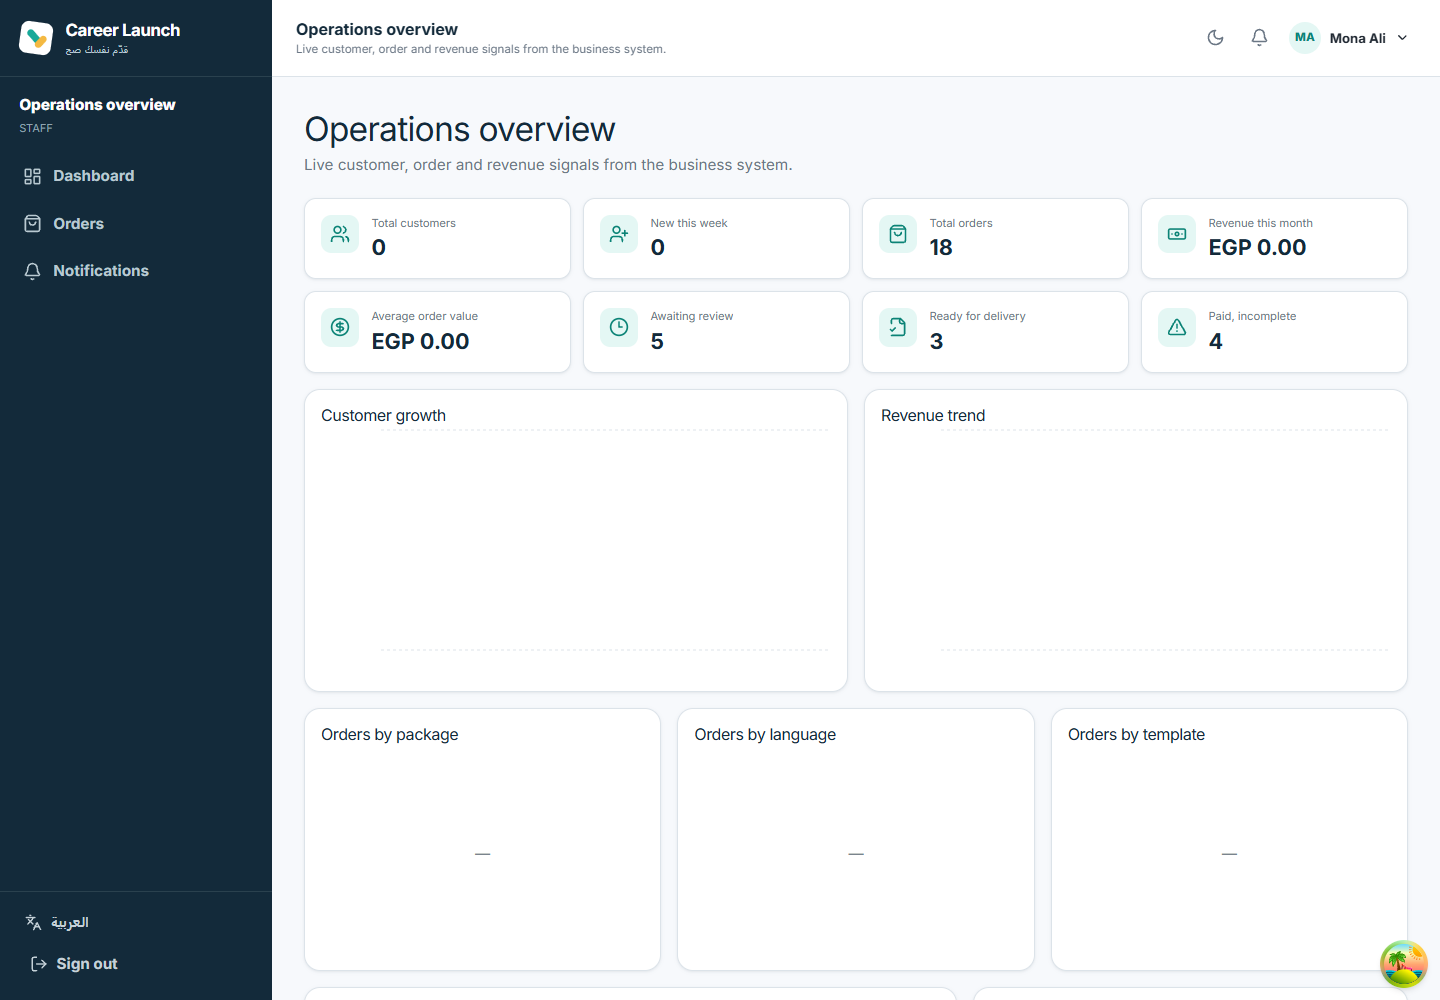 Career Launch
قدّم نفسك صح
Operations overview
STAFF
Dashboard
Orders
Notifications
العربية
Sign out
Operations overview
Live customer, order and revenue signals from the business system.
MA
Mona Ali
Operations overview
Live customer, order and revenue signals from the business system.
Total customers
0
New this week
0
Total orders
18
Revenue this month
EGP 0.00
Average order value
EGP 0.00
Awaiting review
5
Ready for delivery
3
Paid, incomplete
4
Customer growth
Revenue trend
Orders by package
—
Orders by language
—
Orders by template
—